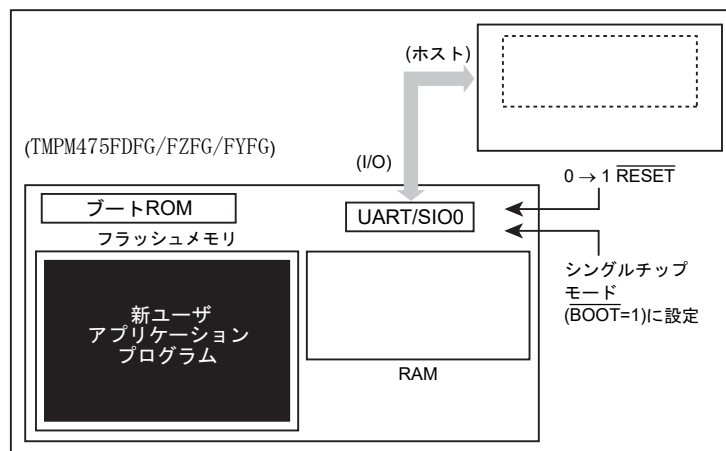 (ホスト)
(TMPM475FDFG/FZFG/FYFG)
(I/O)
0 → 1 RESET
ブートROM
UART/SIO0
フラッシュメモリ
シングルチップ
モード
(BOOT=1)に設定
新ユーザ
アプリケーション
プログラム
RAM